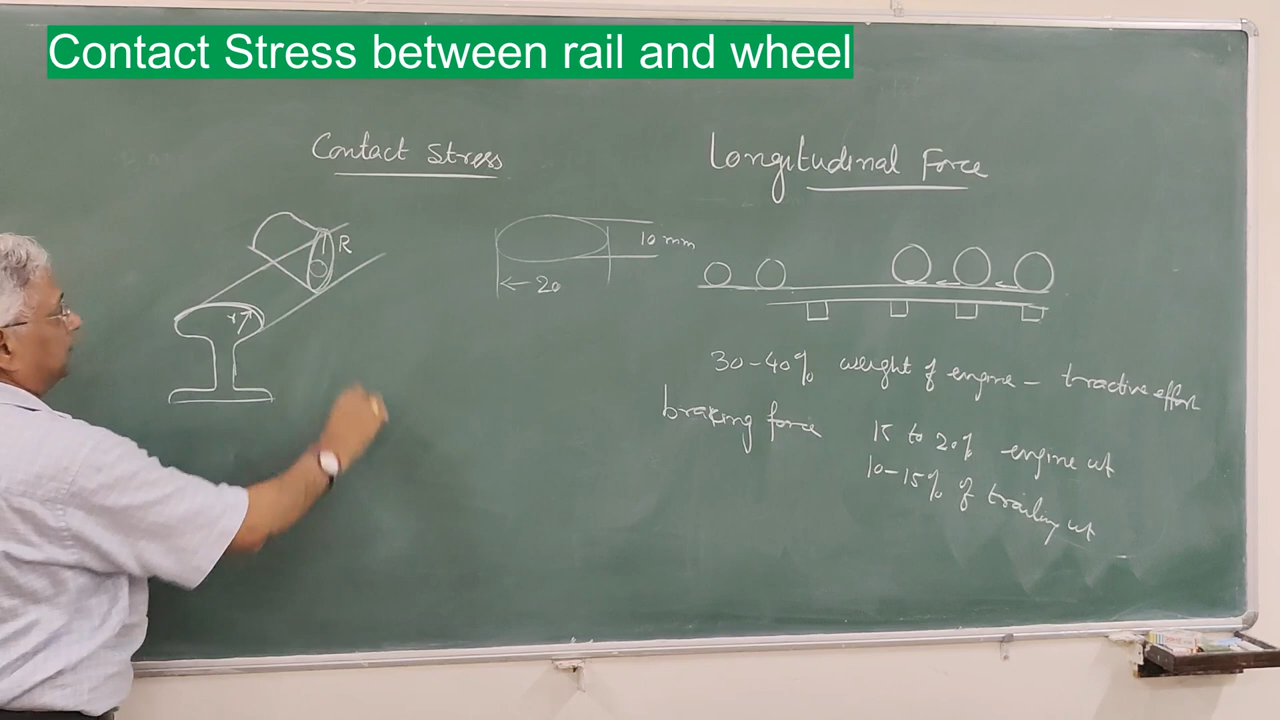 Contact Stress between rail and wheel
Contact Stress
Longitudinal Force
R
r
10 mm
← 20
30-40% weight of engine - tractive effort
braking force
15 to 20% engine wt
10-15% of trailing wt